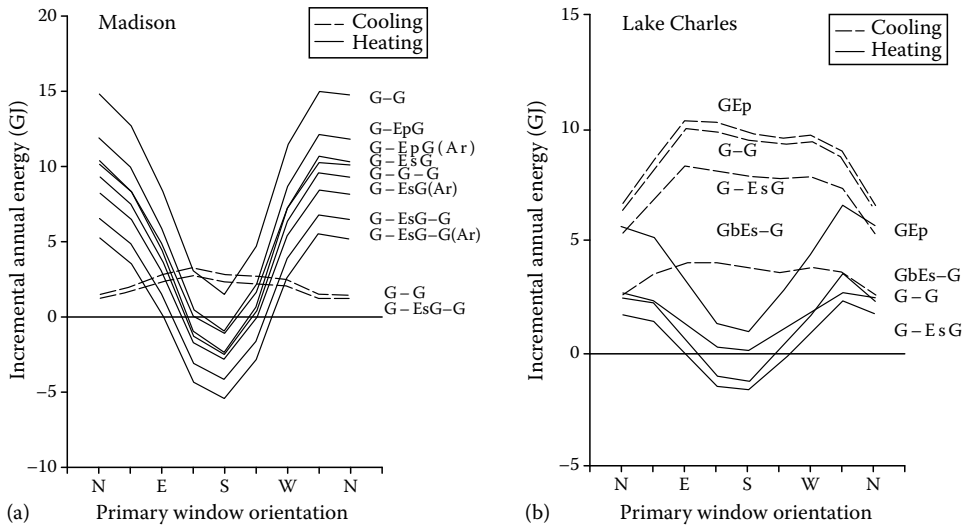 20
Madison
Cooling
Heating
15
G–G
G–EpG
G–EpG(Ar)
G–EsG
G–G–G
G–EsG(Ar)
G–EsG–G
G–EsG–G(Ar)
G–G
G–EsG–G
10
5
0
−5
−10
Incremental annual energy (GJ)
N E S W N
(a) Primary window orientation
15
Lake Charles
Cooling
Heating
GEp
G–G
G–EsG
GbEs–G
GEp
GbEs–G
G–G
G–EsG
10
5
0
−5
Incremental annual energy (GJ)
N E S W N
(b) Primary window orientation